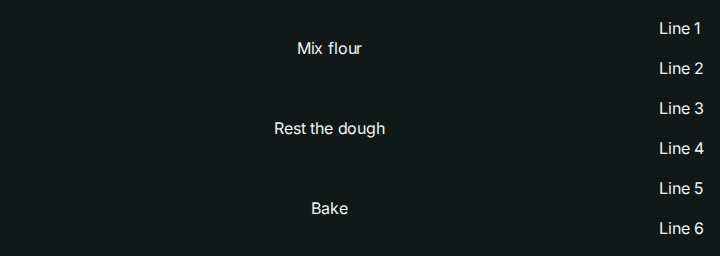 Mix flour
Rest the dough
Bake
Line 1
Line 2
Line 3
Line 4
Line 5
Line 6